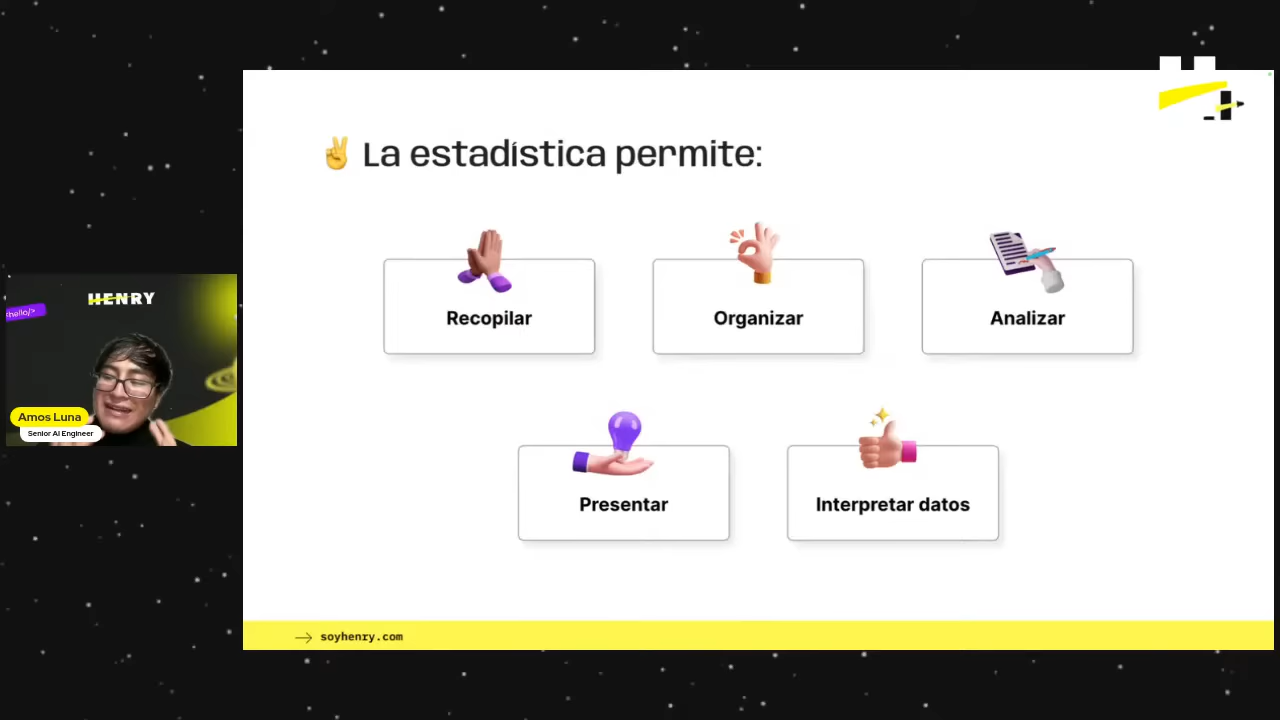 ✌️ La estadística permite:
Recopilar
Organizar
Analizar
Presentar
Interpretar datos
<hello/>
HENRY
Amos Luna
Senior AI Engineer
→ soyhenry.com